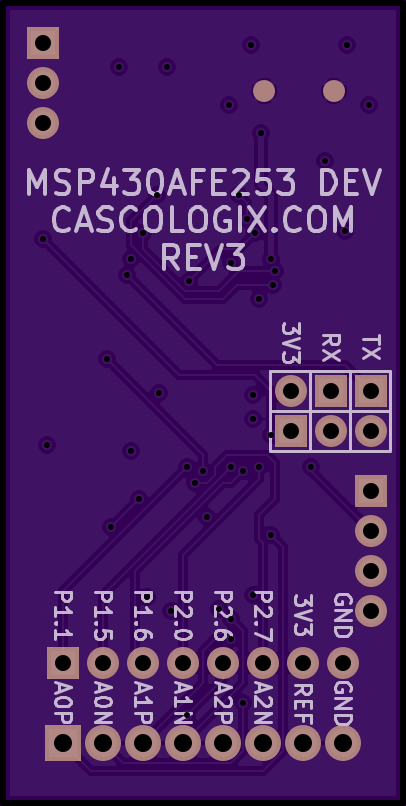 MSP430AFE253 DEV
CASCOLOGIX.COM
REV3
3V3 RX TX
P1.1 P1.5 P1.6 P2.0 P2.6 P2.7 3V3 GND
A0P A0N A1P A1N A2P A2N REF GND